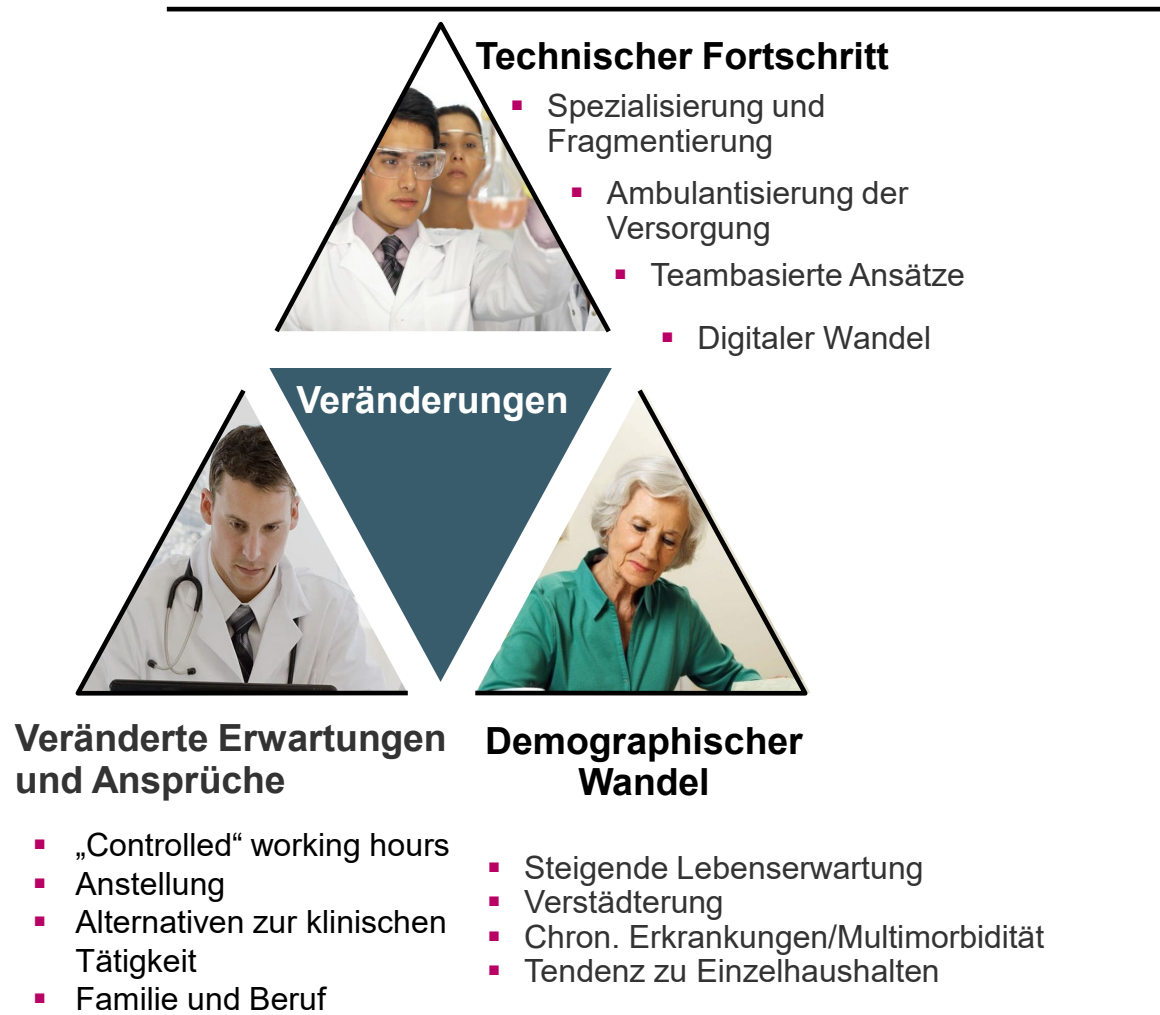 Technischer Fortschritt
▪ Spezialisierung und
Fragmentierung
▪ Ambulantisierung der
Versorgung
▪ Teambasierte Ansätze
▪ Digitaler Wandel
Veränderungen
Veränderte Erwartungen
und Ansprüche
▪ „Controlled“ working hours
▪ Anstellung
▪ Alternativen zur klinischen
Tätigkeit
▪ Familie und Beruf
Demographischer
Wandel
▪ Steigende Lebenserwartung
▪ Verstädterung
▪ Chron. Erkrankungen/Multimorbidität
▪ Tendenz zu Einzelhaushalten